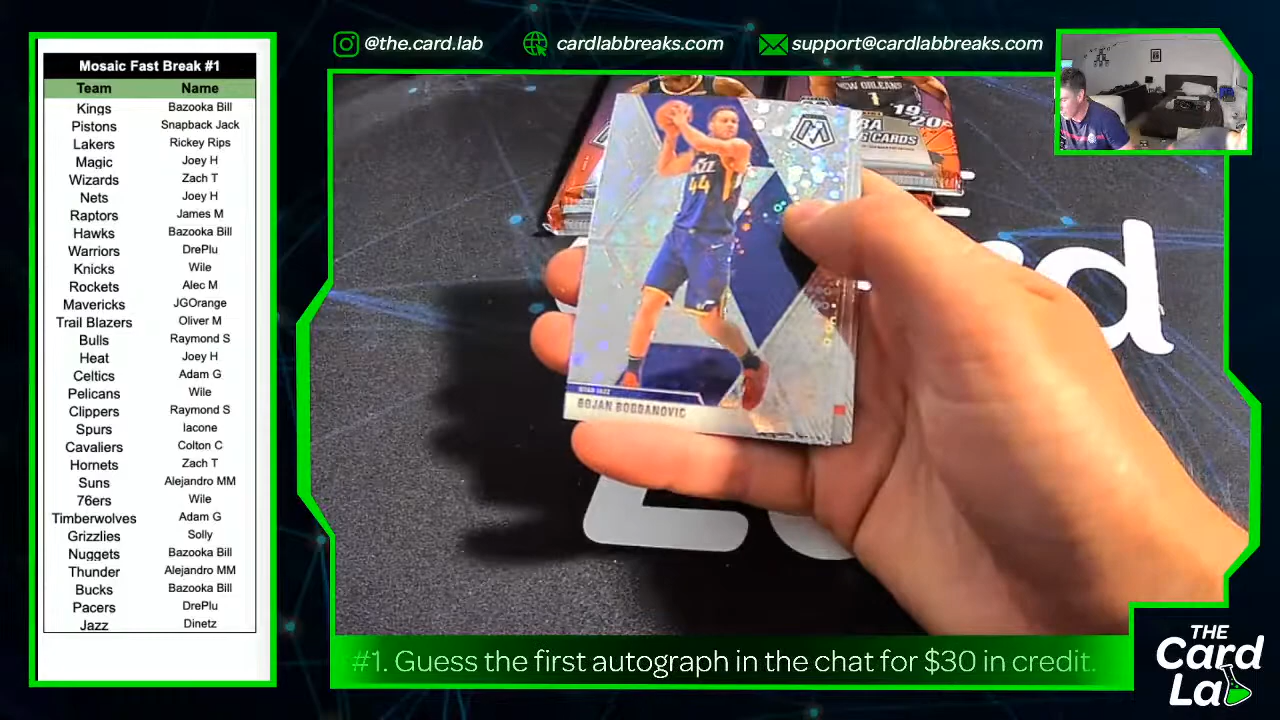 @the.card.lab
cardlabbreaks.com
support@cardlabbreaks.com
Mosaic Fast Break #1
Team Name
Kings Bazooka Bill
Pistons Snapback Jack
Lakers Rickey Rips
Magic Joey H
Wizards Zach T
Nets Joey H
Raptors James M
Hawks Bazooka Bill
Warriors DrePlu
Knicks Wile
Rockets Alec M
Mavericks JGOrange
Trail Blazers Oliver M
Bulls Raymond S
Heat Joey H
Celtics Adam G
Pelicans Wile
Clippers Raymond S
Spurs Iacone
Cavaliers Colton C
Hornets Zach T
Suns Alejandro MM
76ers Wile
Timberwolves Adam G
Grizzlies Solly
Nuggets Bazooka Bill
Thunder Alejandro MM
Bucks Bazooka Bill
Pacers DrePlu
Jazz Dinetz
NEW ORLEANS
1
19
20
CARDS
M
JAZZ
44
UTAH JAZZ
BOJAN BOGDANOVIC
#1. Guess the first autograph in the chat for $30 in credit.
THE
Card
Lab